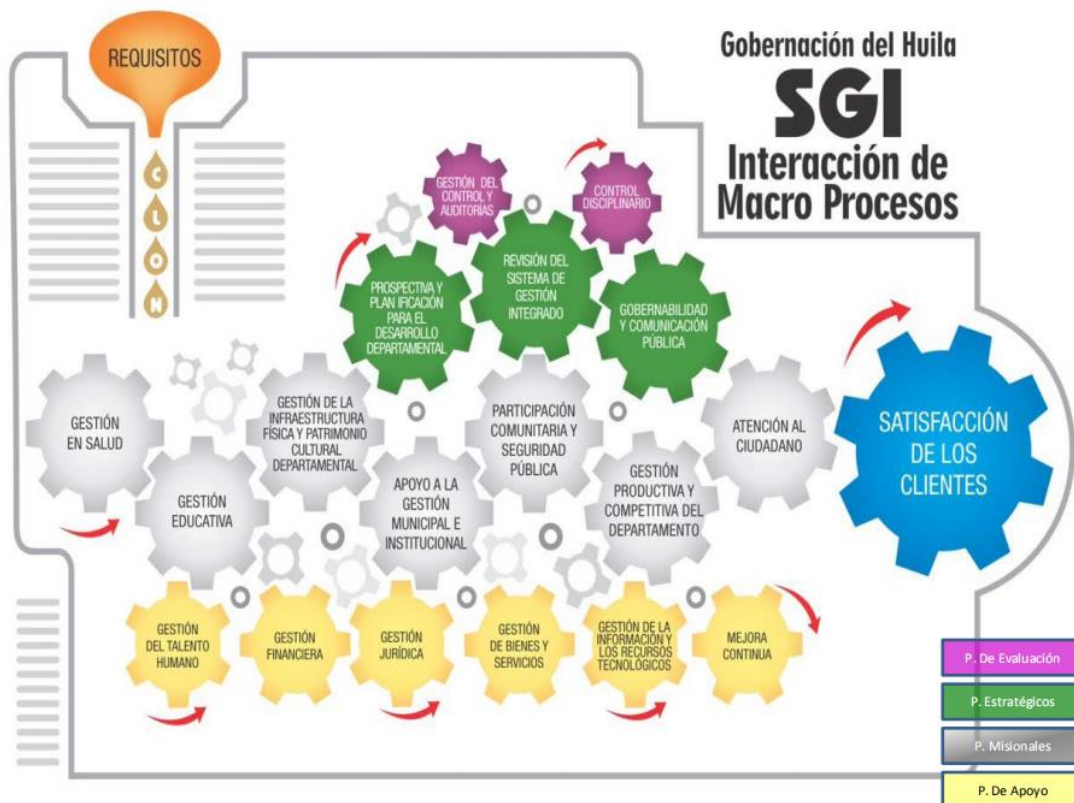 REQUISITOS
C
L
O
N
Gobernación del Huila
SGI
Interacción de
Macro Procesos
GESTIÓN DEL
CONTROL Y
AUDITORÍAS
CONTROL
DISCIPLINARIO
PROSPECTIVA Y
PLAN IFICACIÓN
PARA EL
DESARROLLO
DEPARTAMENTAL
REVISIÓN DEL
SISTEMA DE
GESTIÓN
INTEGRADO
GOBERNABILIDAD
Y COMUNICACIÓN
PÚBLICA
GESTIÓN
EN SALUD
GESTIÓN
EDUCATIVA
GESTIÓN DE LA
INFRAESTRUCTURA
FÍSICA Y PATRIMONIO
CULTURAL
DEPARTAMENTAL
APOYO A LA
GESTIÓN
MUNICIPAL E
INSTITUCIONAL
PARTICIPACIÓN
COMUNITARIA Y
SEGURIDAD
PÚBLICA
GESTIÓN
PRODUCTIVA Y
COMPETITIVA DEL
DEPARTAMENTO
ATENCIÓN AL
CIUDADANO
SATISFACCIÓN
DE LOS
CLIENTES
GESTIÓN
DEL TALENTO
HUMANO
GESTIÓN
FINANCIERA
GESTIÓN
JURÍDICA
GESTIÓN
DE BIENES Y
SERVICIOS
GESTIÓN DE LA
INFORMACIÓN Y
LOS RECURSOS
TECNOLÓGICOS
MEJORA
CONTINUA
P. De Evaluación
P. Estratégicos
P. Misionales
P. De Apoyo